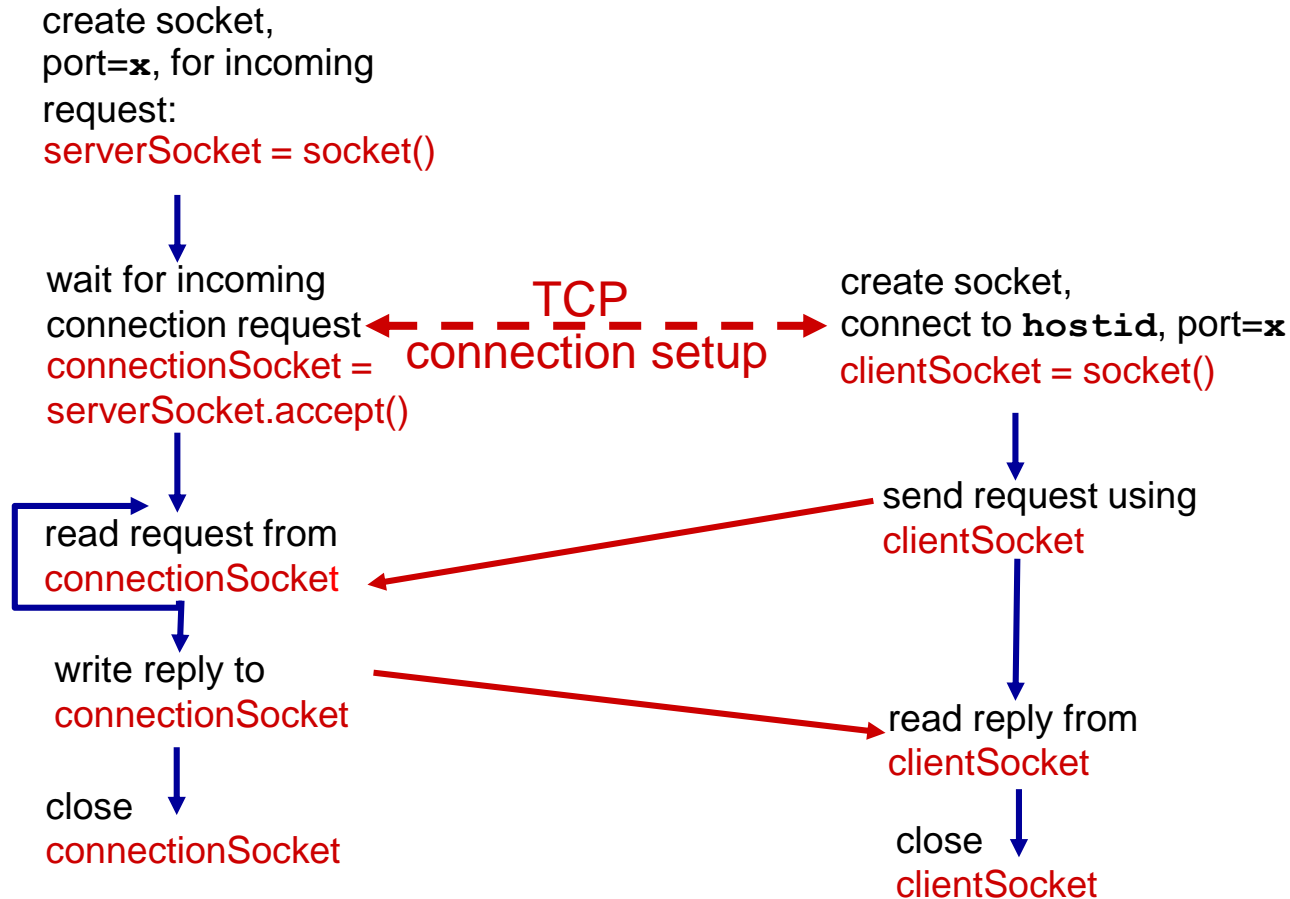 create socket,
port=x, for incoming
request:
serverSocket = socket()
wait for incoming
connection request
connectionSocket =
serverSocket.accept()
TCP
connection setup
create socket,
connect to hostid, port=x
clientSocket = socket()
read request from
connectionSocket
send request using
clientSocket
write reply to
connectionSocket
read reply from
clientSocket
close
connectionSocket
close
clientSocket